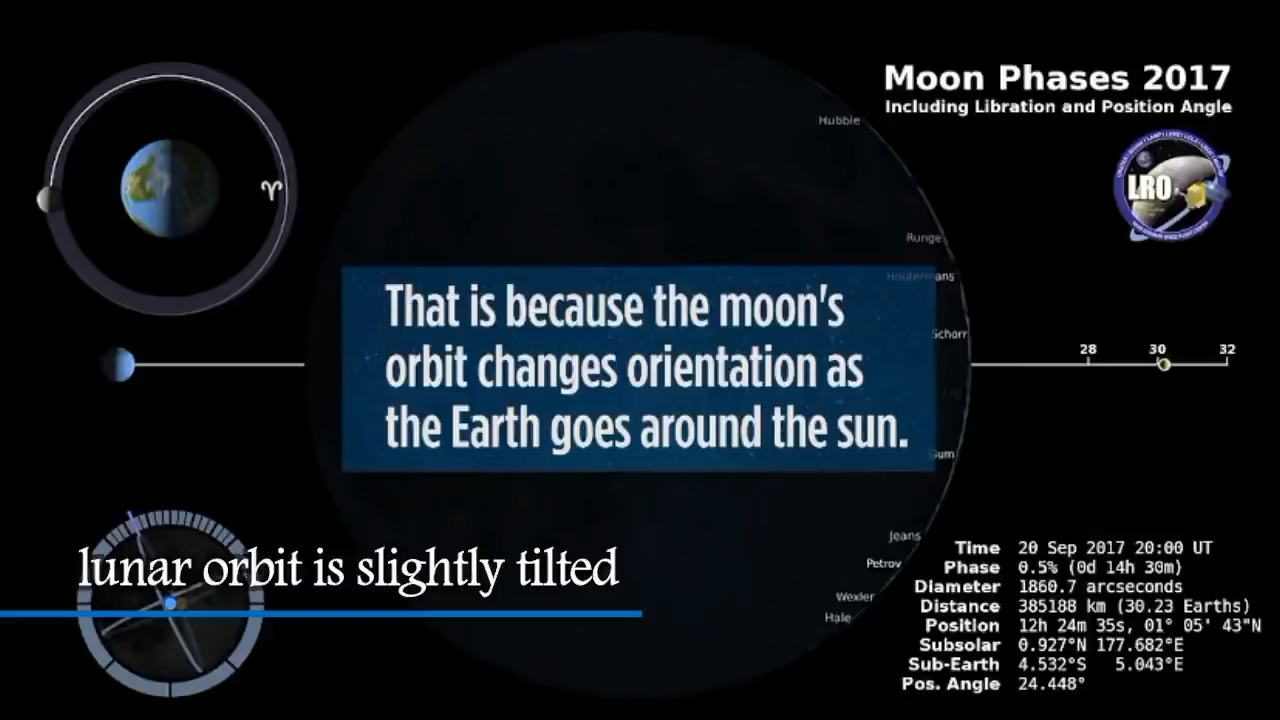 Moon Phases 2017
Including Libration and Position Angle
LRO
Hubble
Runge
Houtermans
Schorr
That is because the moon's
orbit changes orientation as
the Earth goes around the sun.
28 30 32
Gum
Jeans
Petrov
Wexler
Hale
lunar orbit is slightly tilted
Time 20 Sep 2017 20:00 UT
Phase 0.5% (0d 14h 30m)
Diameter 1860.7 arcseconds
Distance 385188 km (30.23 Earths)
Position 12h 24m 35s, 01° 05' 43"N
Subsolar 0.927°N 177.682°E
Sub-Earth 4.532°S 5.043°E
Pos. Angle 24.448°